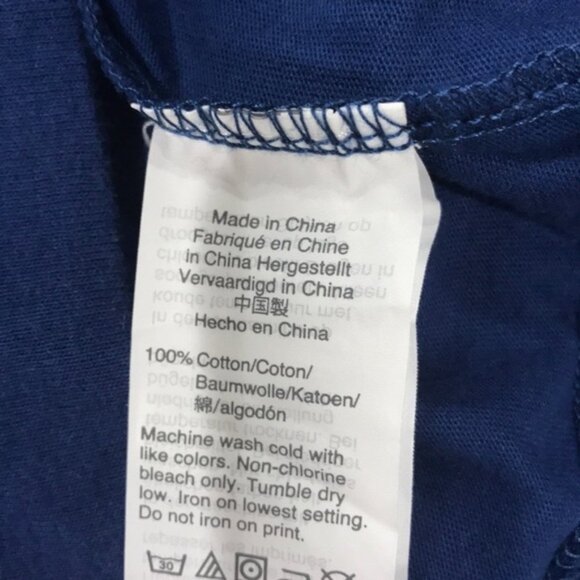 Made in China
Fabriqué en Chine
In China Hergestellt
Vervaardigd in China
中国製
Hecho en China
100% Cotton/Coton/
Baumwolle/Katoen/
綿/algodón
Machine wash cold with
like colors. Non-chlorine
bleach only. Tumble dry
low. Iron on lowest setting.
Do not iron on print.
30